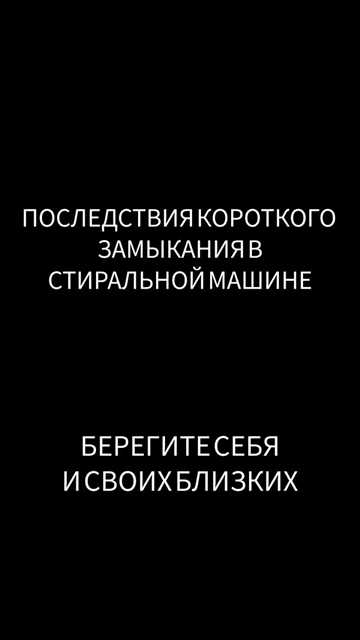 ПОСЛЕДСТВИЯ КОРОТКОГО
ЗАМЫКАНИЯ В
СТИРАЛЬНОЙ МАШИНЕ
БЕРЕГИТЕ СЕБЯ
И СВОИХ БЛИЗКИХ